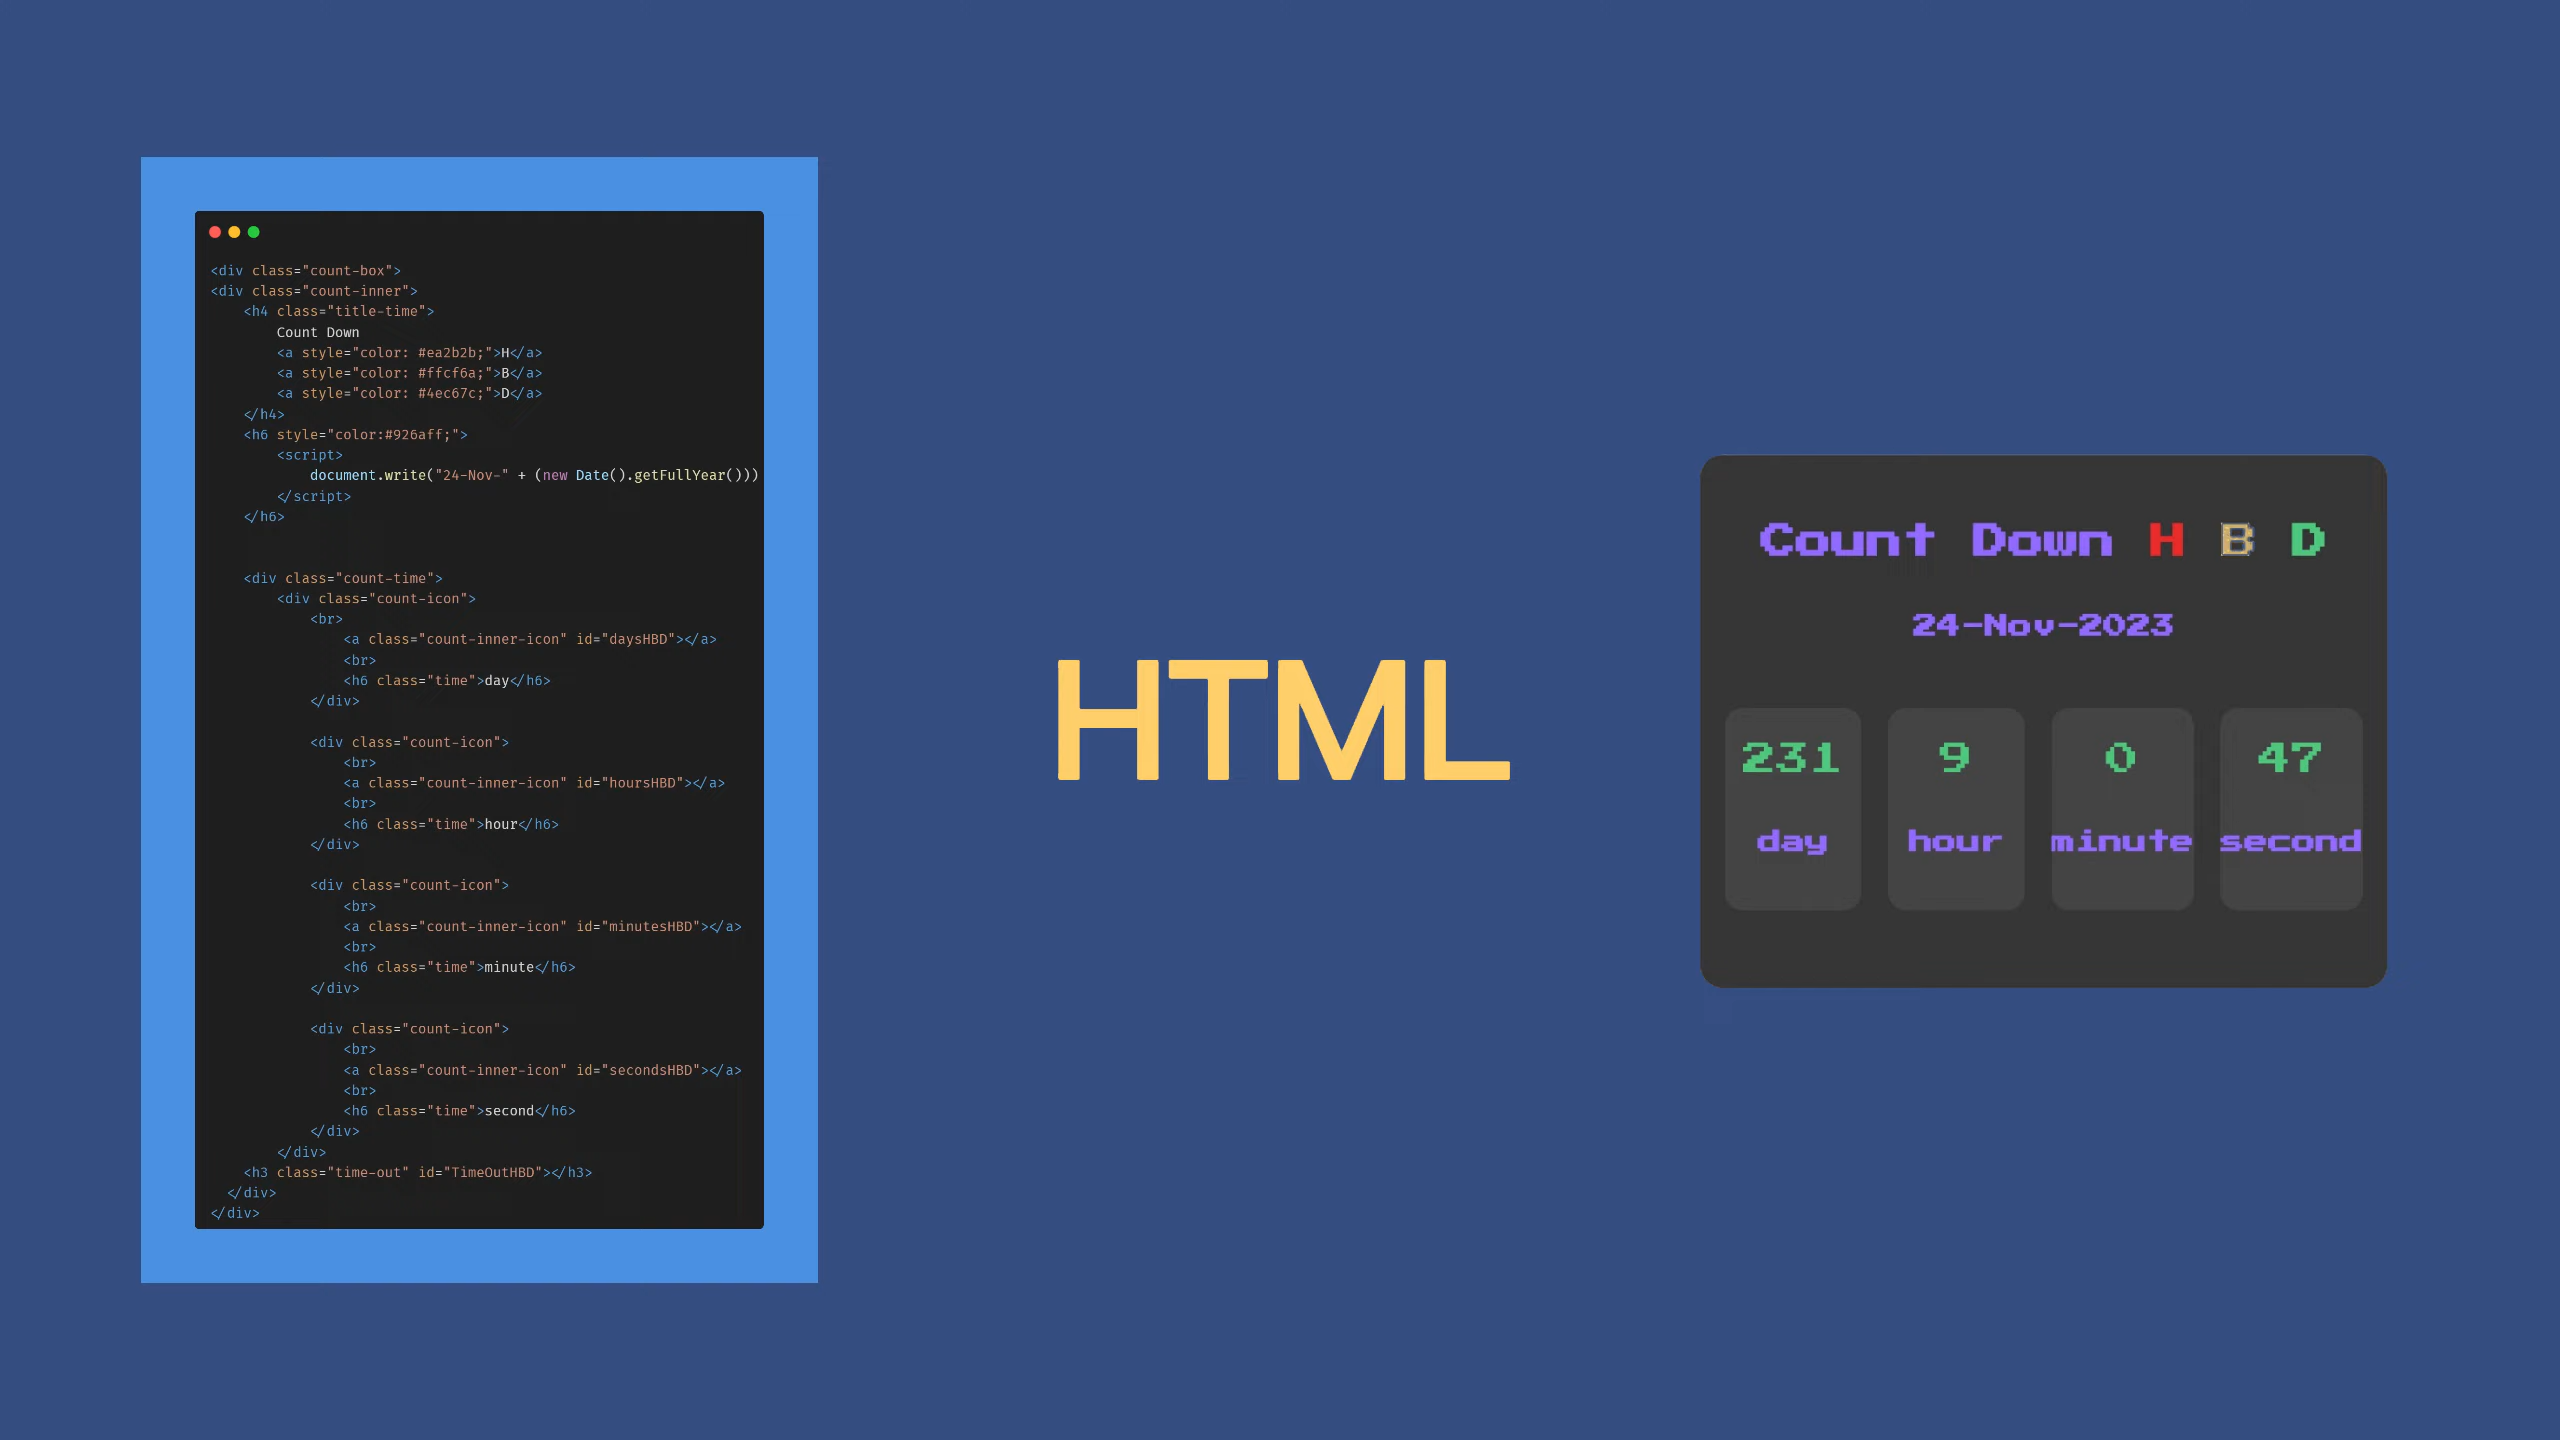 <div class="count-box">
<div class="count-inner">
    <h4 class="title-time">
        Count Down
        <a style="color: #ea2b2b;">H</a>
        <a style="color: #ffcf6a;">B</a>
        <a style="color: #4ec67c;">D</a>
    </h4>
    <h6 style="color:#926aff;">
        <script>
            document.write("24-Nov-" + (new Date().getFullYear()))
        </script>
    </h6>
    <div class="count-time">
        <div class="count-icon">
            <br>
                <a class="count-inner-icon" id="daysHBD"></a>
                <br>
                <h6 class="time">day</h6>
            </div>
            <div class="count-icon">
                <br>
                <a class="count-inner-icon" id="hoursHBD"></a>
                <br>
                <h6 class="time">hour</h6>
            </div>
            <div class="count-icon">
                <br>
                <a class="count-inner-icon" id="minutesHBD"></a>
                <br>
                <h6 class="time">minute</h6>
            </div>
            <div class="count-icon">
                <br>
                <a class="count-inner-icon" id="secondsHBD"></a>
                <br>
                <h6 class="time">second</h6>
            </div>
        </div>
    <h3 class="time-out" id="TimeOutHBD"></h3>
  </div>
</div>
HTML
Count Down H B D
24-Nov-2023
231 9 0 47
day hour minute second